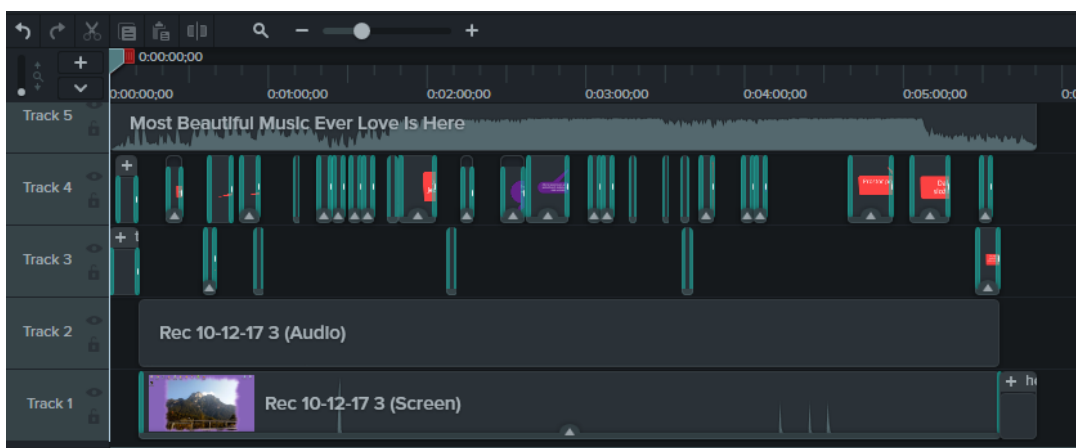 0:00:00;00
0:00:00;00 0:01:00;00 0:02:00;00 0:03:00;00 0:04:00;00 0:05:00;00
Track 5 Most Beautiful Music Ever Love Is Here
Track 4
Track 3
Track 2 Rec 10-12-17 3 (Audio)
Track 1 Rec 10-12-17 3 (Screen)